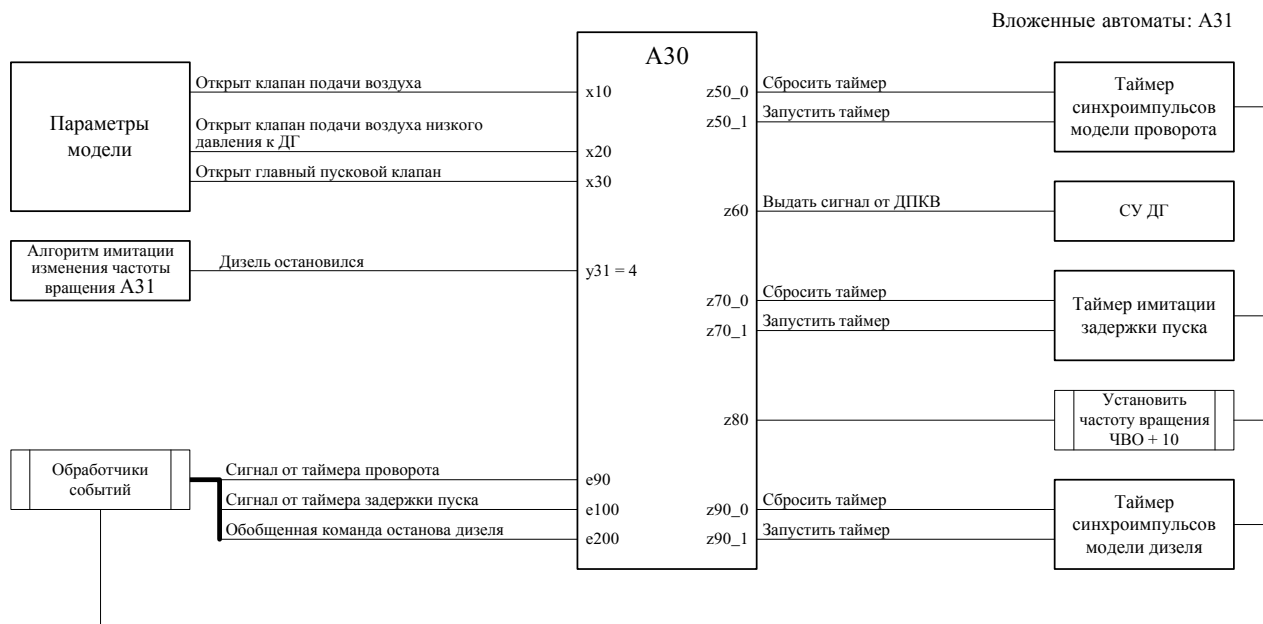 Вложенные автоматы: А31
А30
Параметры
модели
Открыт клапан подачи воздуха
Открыт клапан подачи воздуха низкого
давления к ДГ
Открыт главный пусковой клапан
x10
x20
x30
Алгоритм имитации
изменения частоты
вращения А31
Дизель остановился
y31 = 4
Обработчики
событий
Сигнал от таймера проворота
Сигнал от таймера задержки пуска
Обобщенная команда останова дизеля
e90
e100
e200
z50_0
z50_1
Сбросить таймер
Запустить таймер
Таймер
синхроимпульсов
модели проворота
z60
Выдать сигнал от ДПКВ
СУ ДГ
z70_0
z70_1
Сбросить таймер
Запустить таймер
Таймер имитации
задержки пуска
z80
Установить
частоту вращения
ЧВО + 10
z90_0
z90_1
Сбросить таймер
Запустить таймер
Таймер
синхроимпульсов
модели дизеля